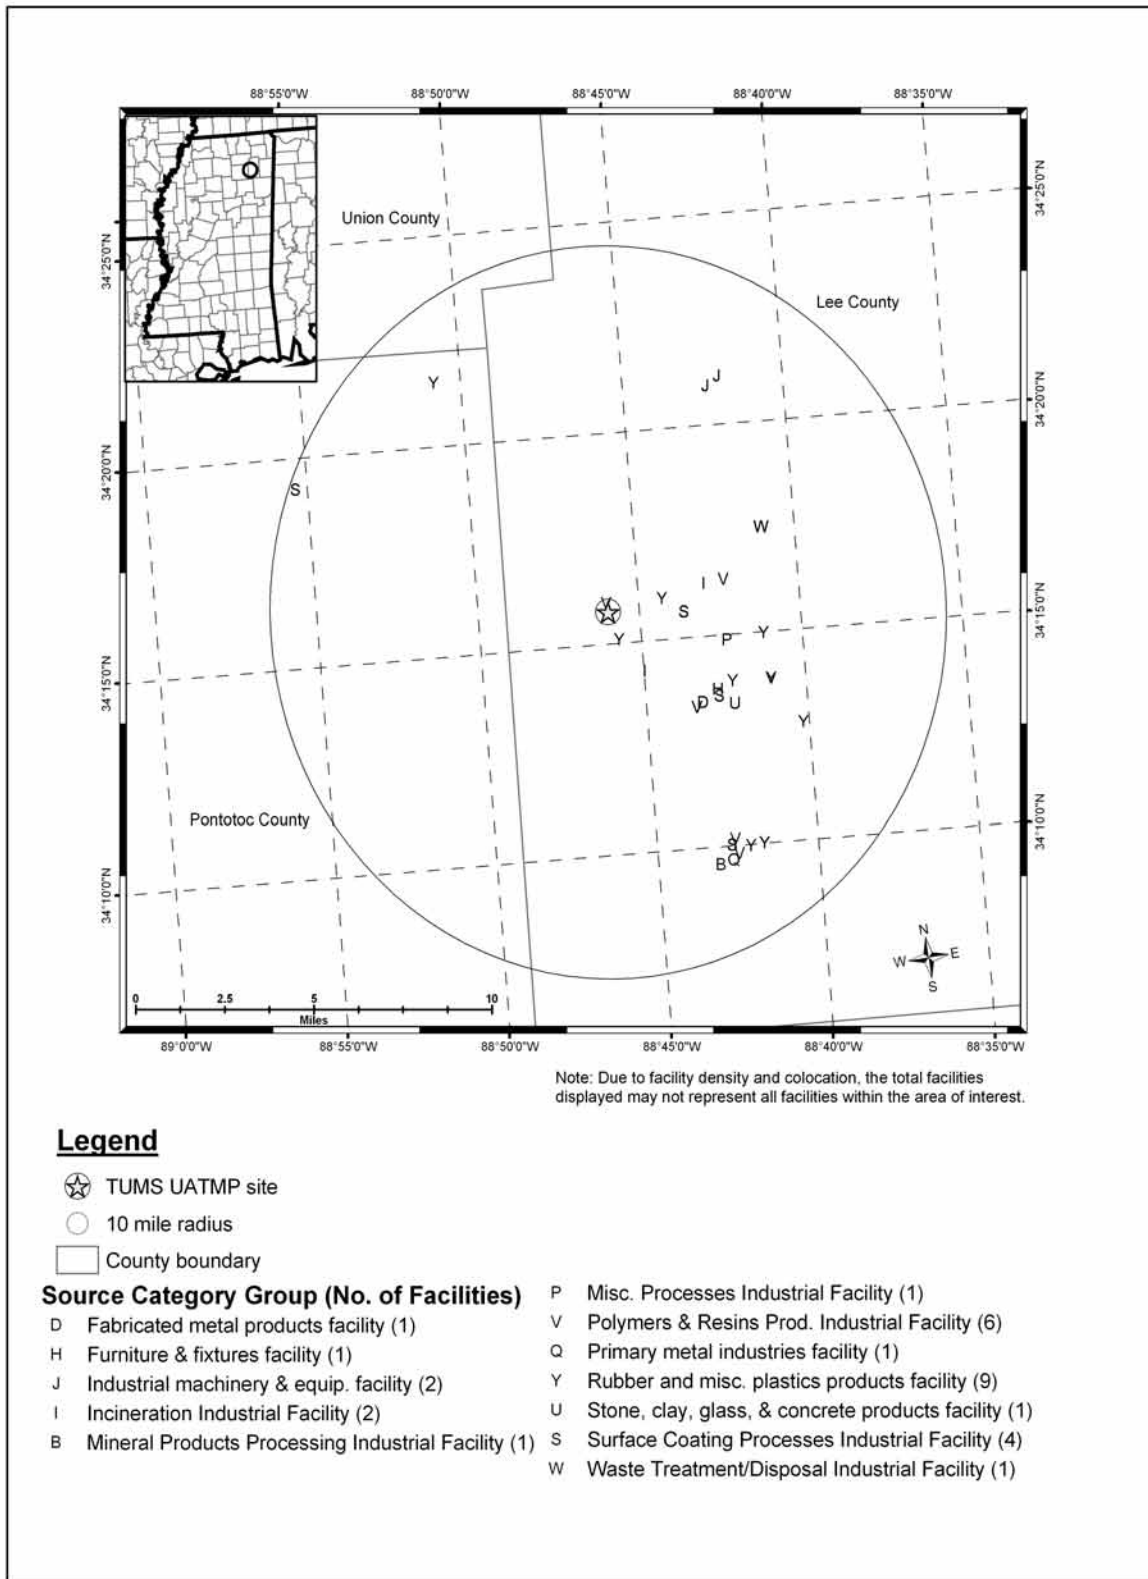 88°55'0"W 88°50'0"W 88°45'0"W 88°40'0"W 88°35'0"W
34°25'0"N
34°20'0"N
34°15'0"N
34°10'0"N
34°25'0"N
34°20'0"N
34°15'0"N
34°10'0"N
Union County
Lee County
J
Y J
S
W
I V
V Y S
Y P Y
I
Y V
H
S
V D U
Y
Pontotoc County
V
S Y Y
V
B Q
N
W E
S
0 2.5 5 10
Miles
89°0'0"W 88°55'0"W 88°50'0"W 88°45'0"W 88°40'0"W 88°35'0"W
Note: Due to facility density and colocation, the total facilities
displayed may not represent all facilities within the area of interest.
Legend
TUMS UATMP site
10 mile radius
County boundary
Source Category Group (No. of Facilities)
D Fabricated metal products facility (1)
H Furniture & fixtures facility (1)
J Industrial machinery & equip. facility (2)
I Incineration Industrial Facility (2)
B Mineral Products Processing Industrial Facility (1)
P Misc. Processes Industrial Facility (1)
V Polymers & Resins Prod. Industrial Facility (6)
Q Primary metal industries facility (1)
Y Rubber and misc. plastics products facility (9)
U Stone, clay, glass, & concrete products facility (1)
S Surface Coating Processes Industrial Facility (4)
W Waste Treatment/Disposal Industrial Facility (1)